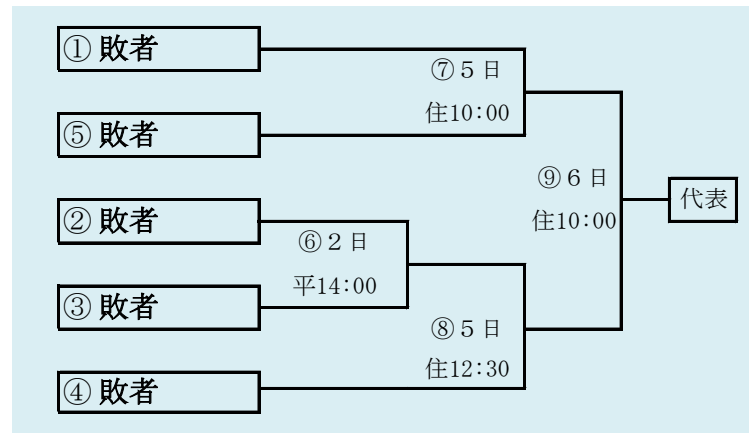 ① 敗者
⑦５日
住10:00
⑤ 敗者
⑨６日
住10:00
代表
② 敗者
⑥２日
平14:00
③ 敗者
⑧５日
住12:30
④ 敗者